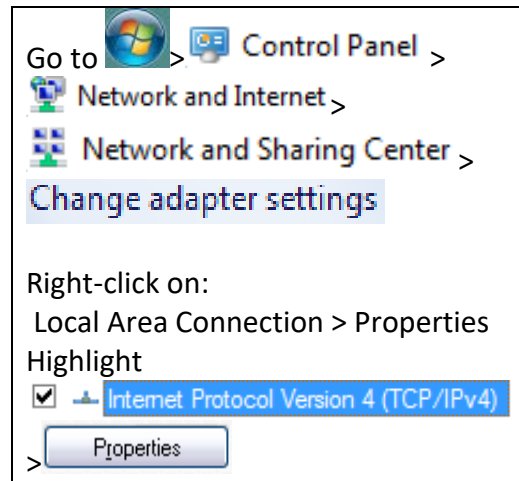 Go to > Control Panel >
Network and Internet >
Network and Sharing Center >
Change adapter settings
Right-click on:
Local Area Connection > Properties
Highlight
Internet Protocol Version 4 (TCP/IPv4)
> Properties